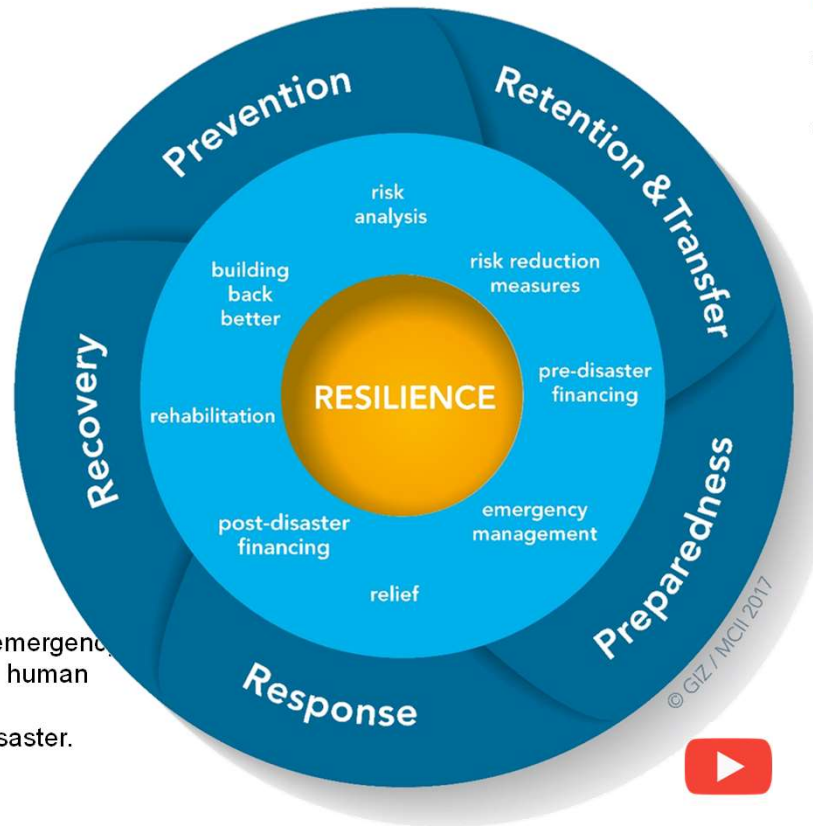 Prevention
Retention & Transfer
Preparedness
Response
Recovery
risk
analysis
risk reduction
measures
pre-disaster
financing
emergency
management
relief
post-disaster
financing
rehabilitation
building
back
better
RESILIENCE
human
saster.
© GIZ / MCII 2017